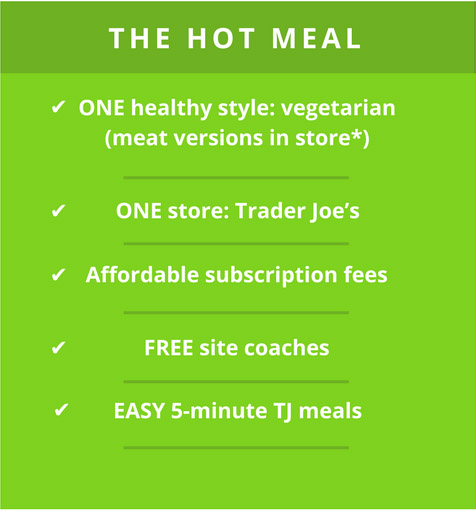 THE HOT MEAL
✔ ONE healthy style: vegetarian
(meat versions in store*)
✔ ONE store: Trader Joe’s
✔ Affordable subscription fees
✔ FREE site coaches
✔ EASY 5-minute TJ meals